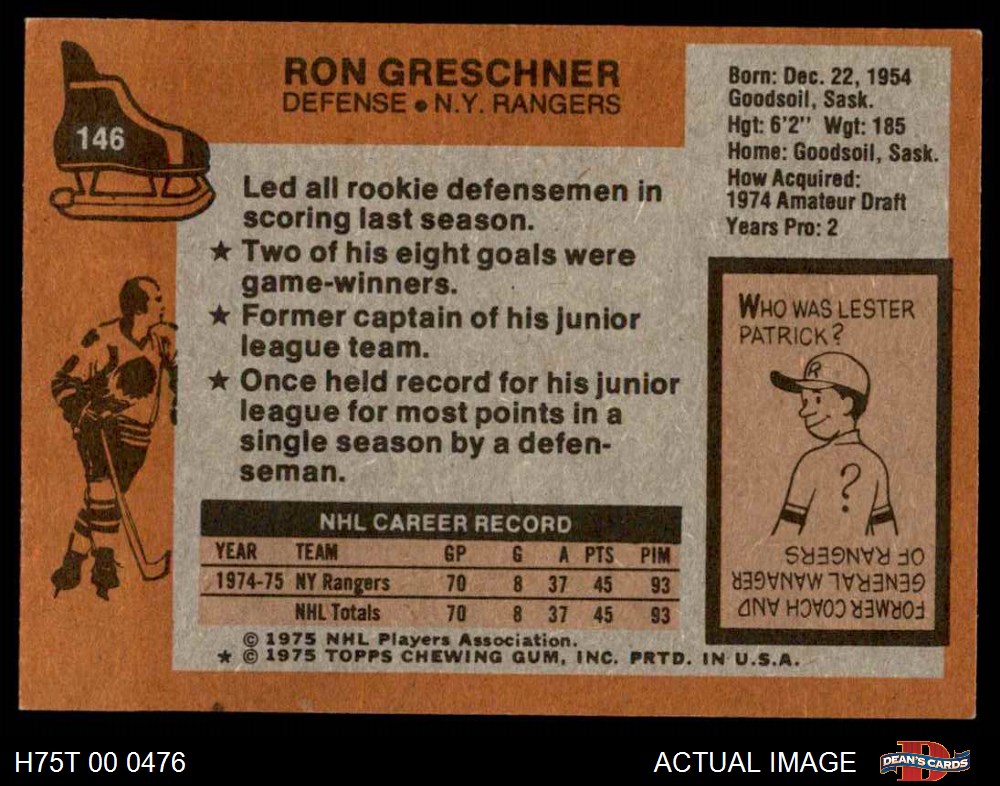 146
RON GRESCHNER
DEFENSE • N.Y. RANGERS
Born: Dec. 22, 1954
Goodsoil, Sask.
Hgt: 6'2" Wgt: 185
Home: Goodsoil, Sask.
How Acquired:
1974 Amateur Draft
Years Pro: 2
Led all rookie defensemen in
scoring last season.
★ Two of his eight goals were
game-winners.
★ Former captain of his junior
league team.
★ Once held record for his junior
league for most points in a
single season by a defen-
seman.
WHO WAS LESTER
PATRICK?
R
?
FORMER COACH AND
GENERAL MANAGER
OF RANGERS
NHL CAREER RECORD
YEAR TEAM GP G A PTS PIM
1974-75 NY Rangers 70 8 37 45 93
NHL Totals 70 8 37 45 93
© 1975 NHL Players Association.
★ © 1975 TOPPS CHEWING GUM, INC. PRTD. IN U.S.A.
H75T 00 0476
ACTUAL IMAGE
D
DEAN'S CARDS